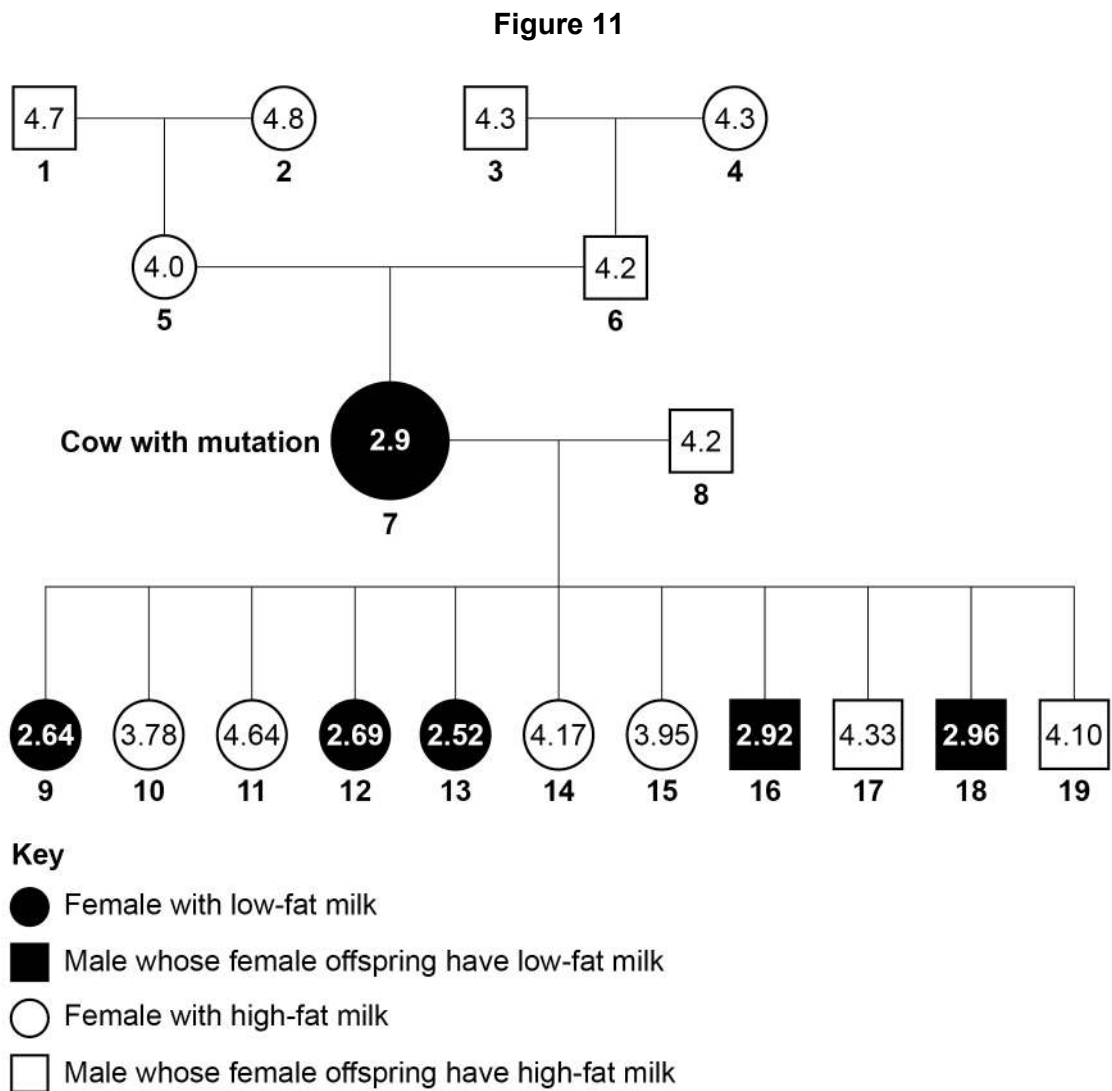 Figure 11
4.7 4.8 4.3 4.3
1 2 3 4
4.0 4.2
5 6
Cow with mutation 2.9 4.2
7 8
2.64 3.78 4.64 2.69 2.52 4.17 3.95 2.92 4.33 2.96 4.10
9 10 11 12 13 14 15 16 17 18 19
Key
Female with low-fat milk
Male whose female offspring have low-fat milk
Female with high-fat milk
Male whose female offspring have high-fat milk